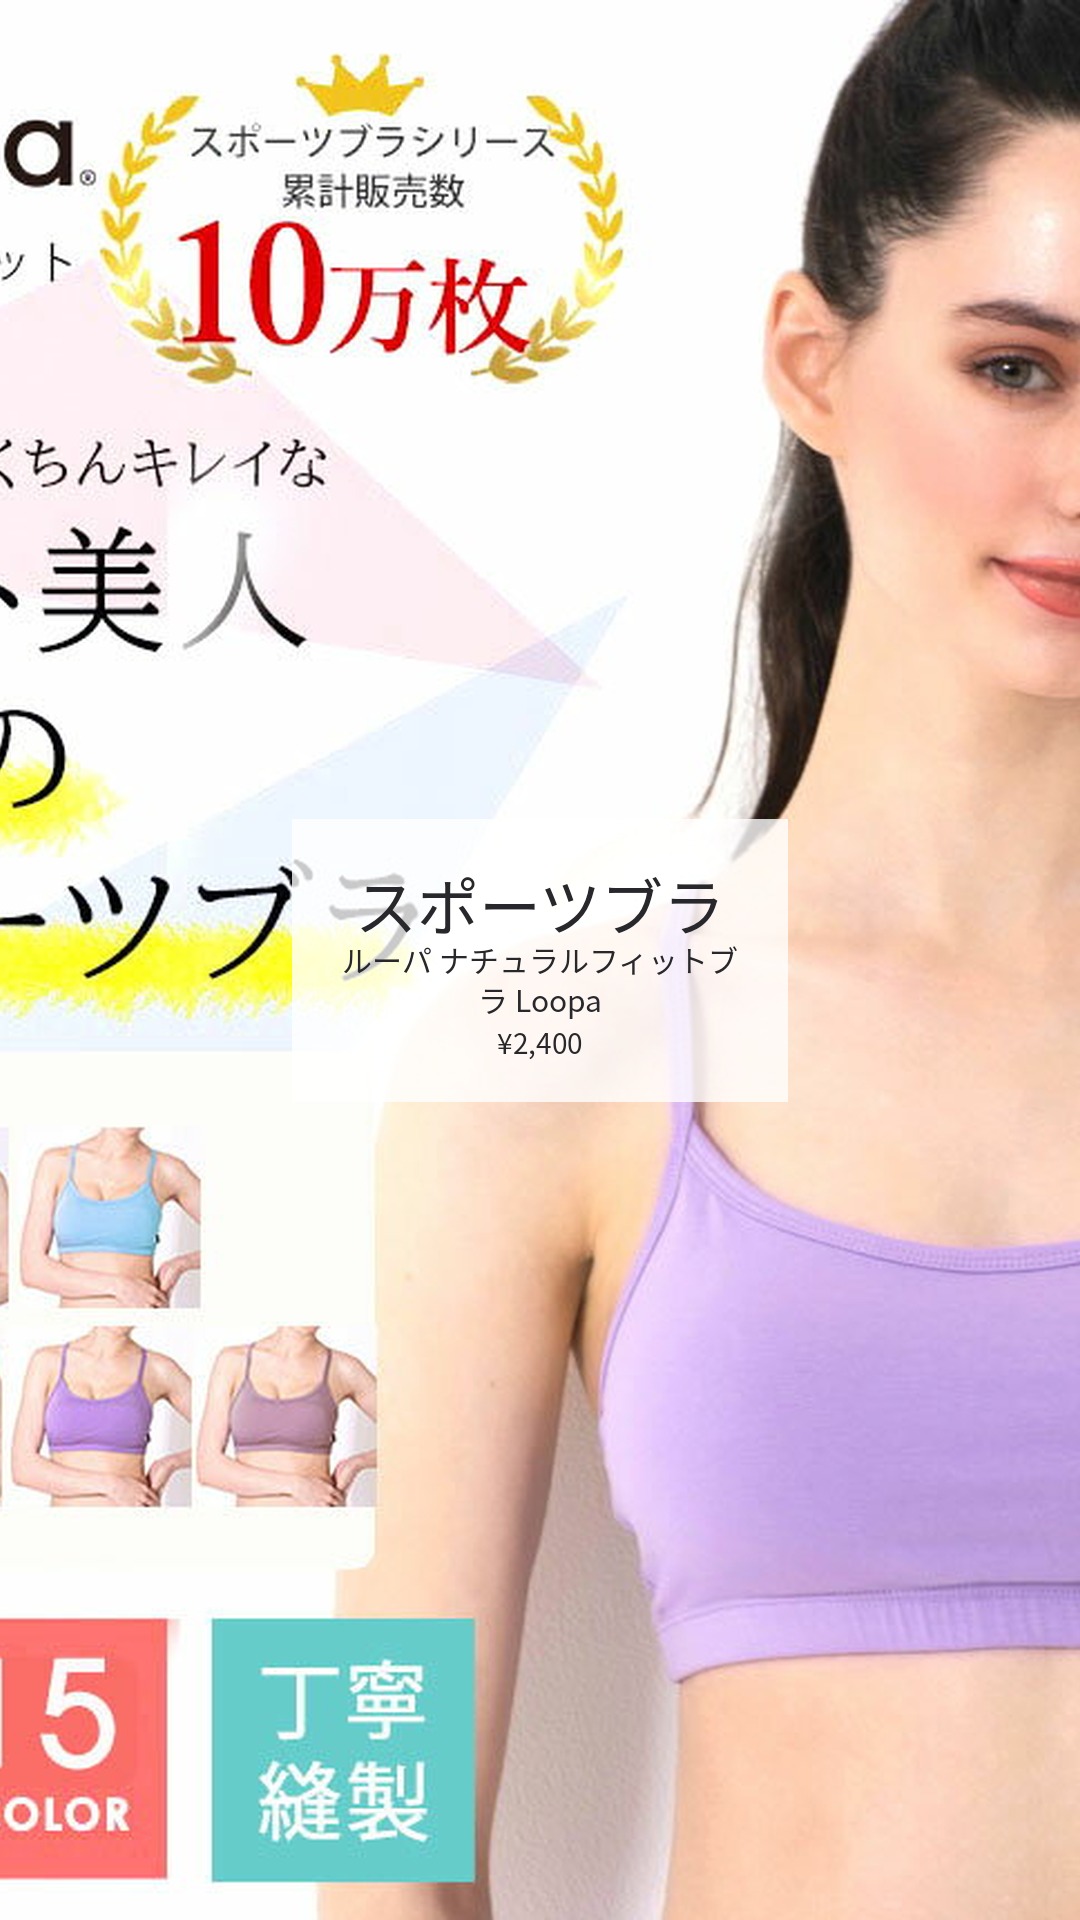 a®
スポーツブラシリーズ
累計販売数
10万枚
ット
くちんキレイな
美人
の
ーツブラ
スポーツブラ
ルーパ ナチュラルフィットブ
ラ Loopa
¥2,400
15
OLOR
丁寧
縫製